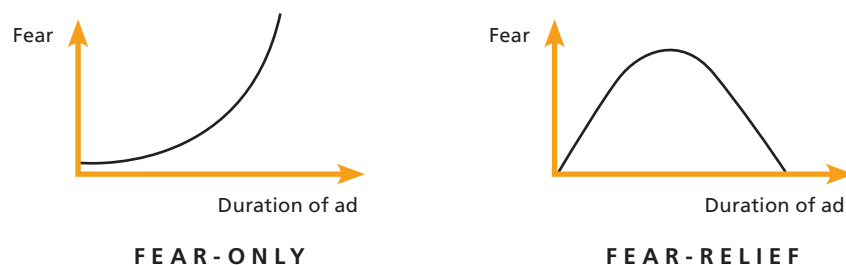 Fear
Duration of ad
FEAR-ONLY
Fear
Duration of ad
FEAR-RELIEF